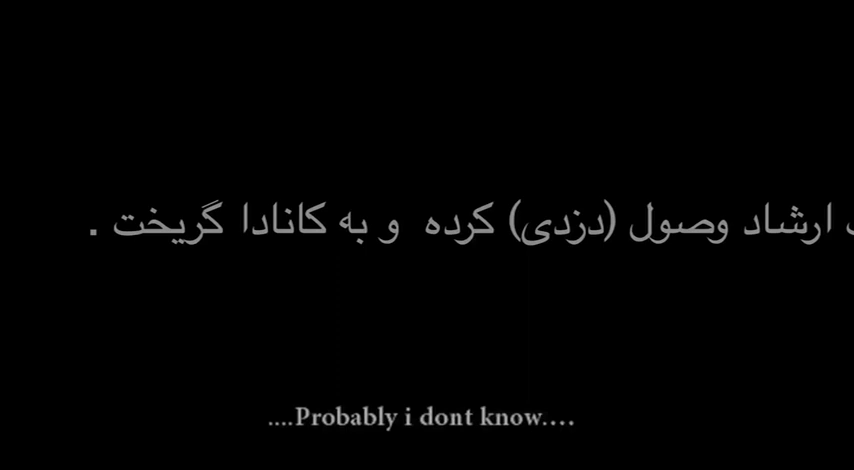 ارشاد وصول (دزدی) کرده و به کانادا گریخت .
....Probably i dont know....